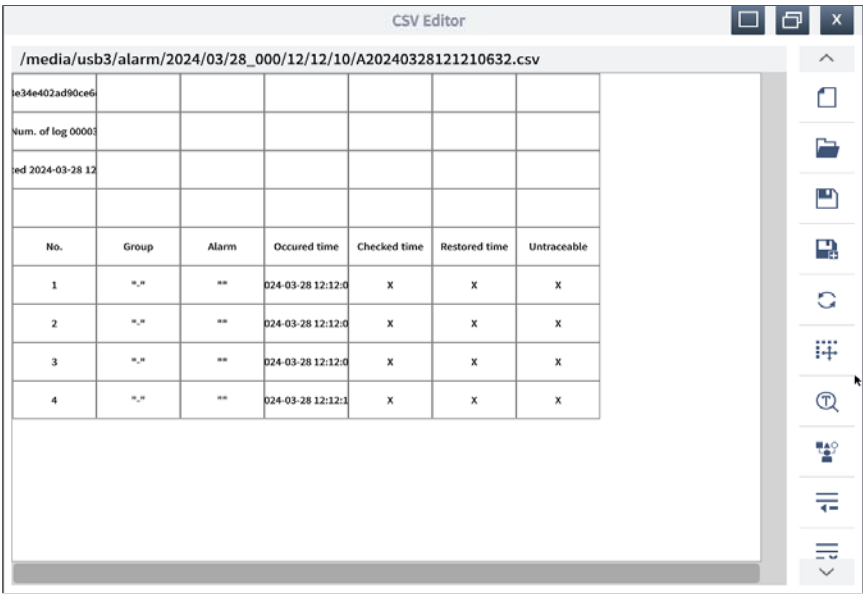 CSV Editor
X
/media/usb3/alarm/2024/03/28_000/12/12/10/A20240328121210632.csv
e34e402ad90ce6
Num. of log 00003
ed 2024-03-28 12
No. Group Alarm Occured time Checked time Restored time Untraceable
1 "-" "" 024-03-28 12:12:0 X X X
2 "-" "" 024-03-28 12:12:0 X X X
3 "-" "" 024-03-28 12:12:0 X X X
4 "-" "" 024-03-28 12:12:1 X X X